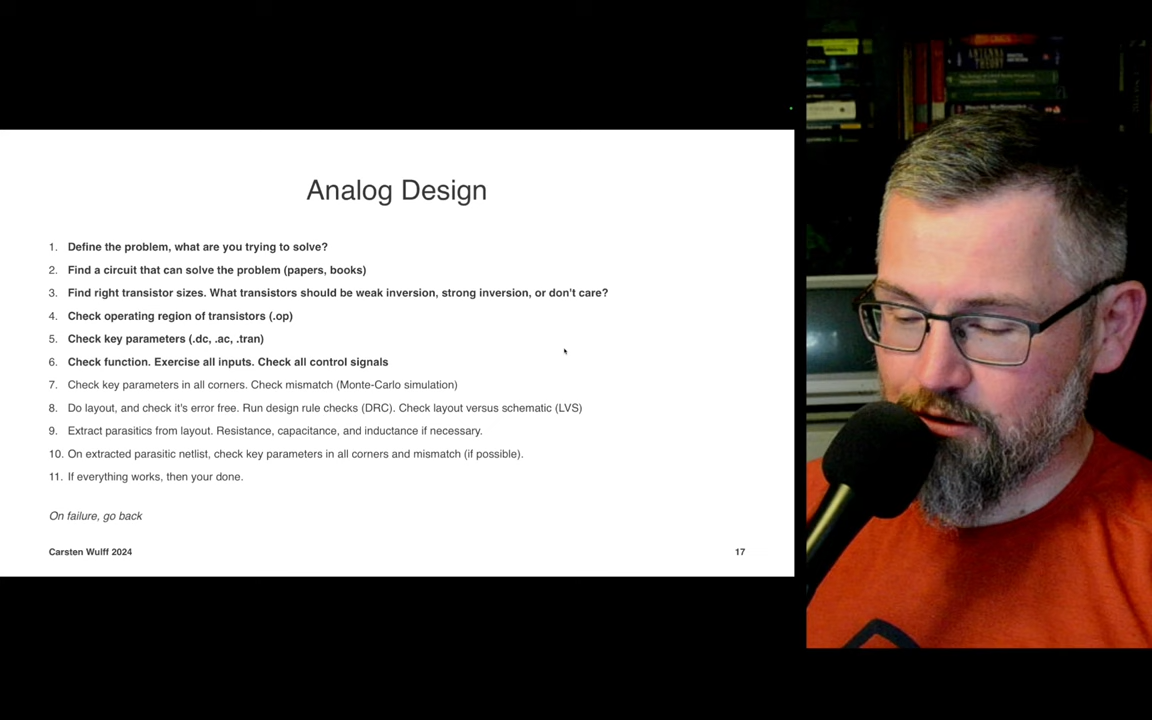 Analog Design
1. Define the problem, what are you trying to solve?
2. Find a circuit that can solve the problem (papers, books)
3. Find right transistor sizes. What transistors should be weak inversion, strong inversion, or don't care?
4. Check operating region of transistors (.op)
5. Check key parameters (.dc, .ac, .tran)
6. Check function. Exercise all inputs. Check all control signals
7. Check key parameters in all corners. Check mismatch (Monte-Carlo simulation)
8. Do layout, and check it's error free. Run design rule checks (DRC). Check layout versus schematic (LVS)
9. Extract parasitics from layout. Resistance, capacitance, and inductance if necessary.
10. On extracted parasitic netlist, check key parameters in all corners and mismatch (if possible).
11. If everything works, then your done.
On failure, go back
Carsten Wulff 2024
17
ANTENNA
THEORY